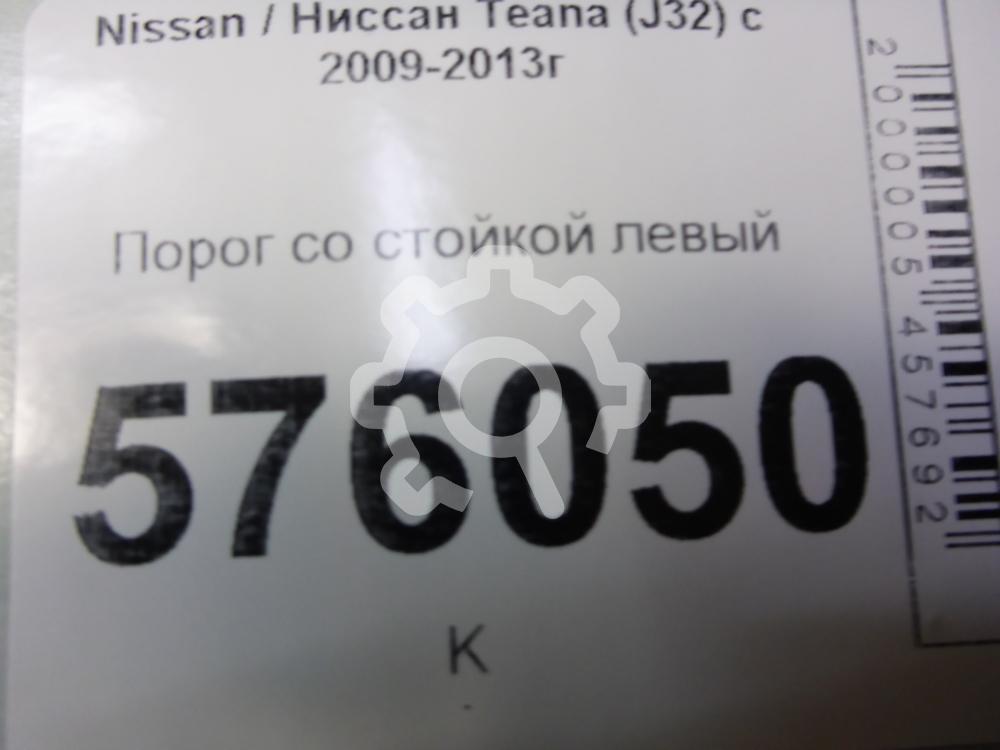 Nissan / Ниссан Teana (J32) с
2009-2013г
Порог со стойкой левый
576050
К
2000005457692